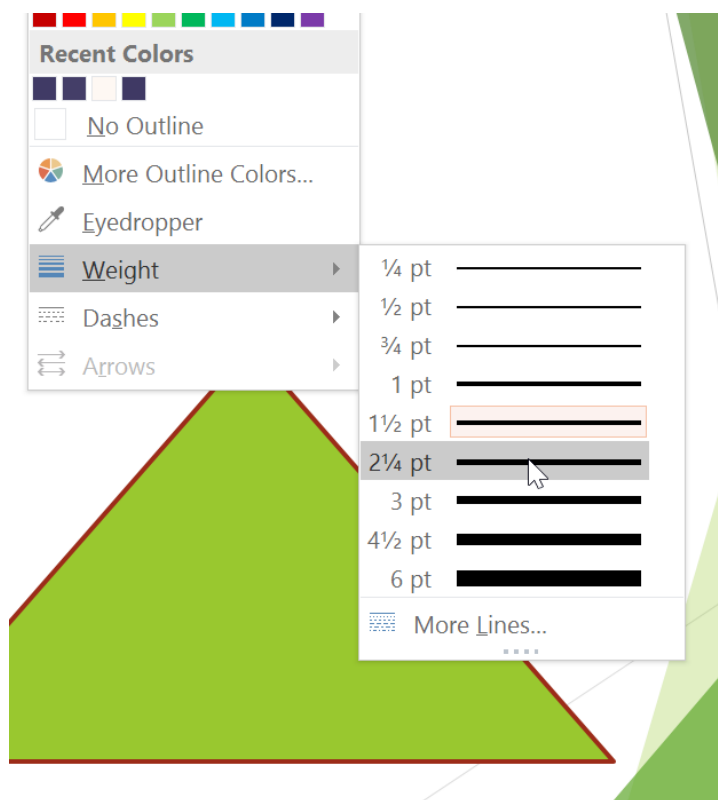 Recent Colors
No Outline
More Outline Colors...
Eyedropper
Weight
Dashes
Arrows
¼ pt
½ pt
¾ pt
1 pt
1½ pt
2¼ pt
3 pt
4½ pt
6 pt
More Lines...